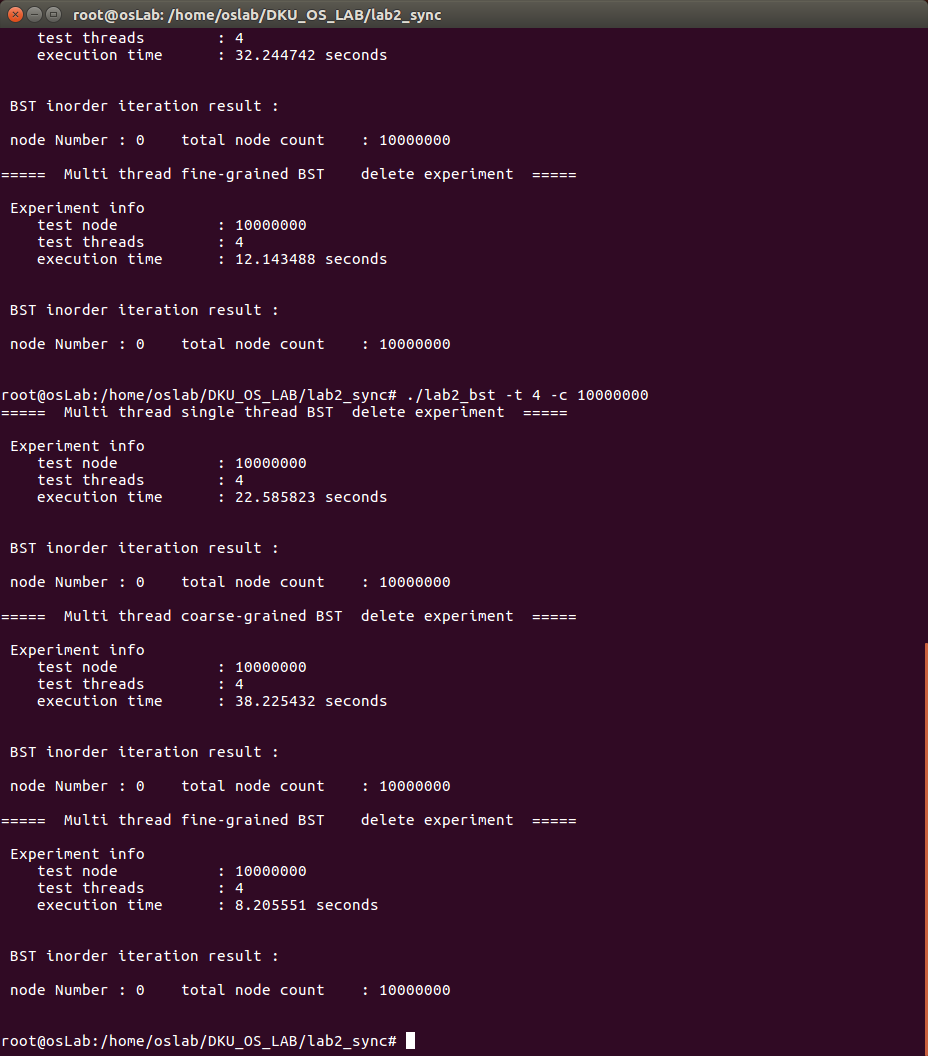 root@osLab: /home/oslab/DKU_OS_LAB/lab2_sync
test threads : 4
execution time : 32.244742 seconds
BST inorder iteration result :
node Number : 0 total node count : 10000000
===== Multi thread fine-grained BST delete experiment =====
Experiment info
test node : 10000000
test threads : 4
execution time : 12.143488 seconds
BST inorder iteration result :
node Number : 0 total node count : 10000000
root@osLab:/home/oslab/DKU_OS_LAB/lab2_sync# ./lab2_bst -t 4 -c 10000000
===== Multi thread single thread BST delete experiment =====
Experiment info
test node : 10000000
test threads : 4
execution time : 22.585823 seconds
BST inorder iteration result :
node Number : 0 total node count : 10000000
===== Multi thread coarse-grained BST delete experiment =====
Experiment info
test node : 10000000
test threads : 4
execution time : 38.225432 seconds
BST inorder iteration result :
node Number : 0 total node count : 10000000
===== Multi thread fine-grained BST delete experiment =====
Experiment info
test node : 10000000
test threads : 4
execution time : 8.205551 seconds
BST inorder iteration result :
node Number : 0 total node count : 10000000
root@osLab:/home/oslab/DKU_OS_LAB/lab2_sync#